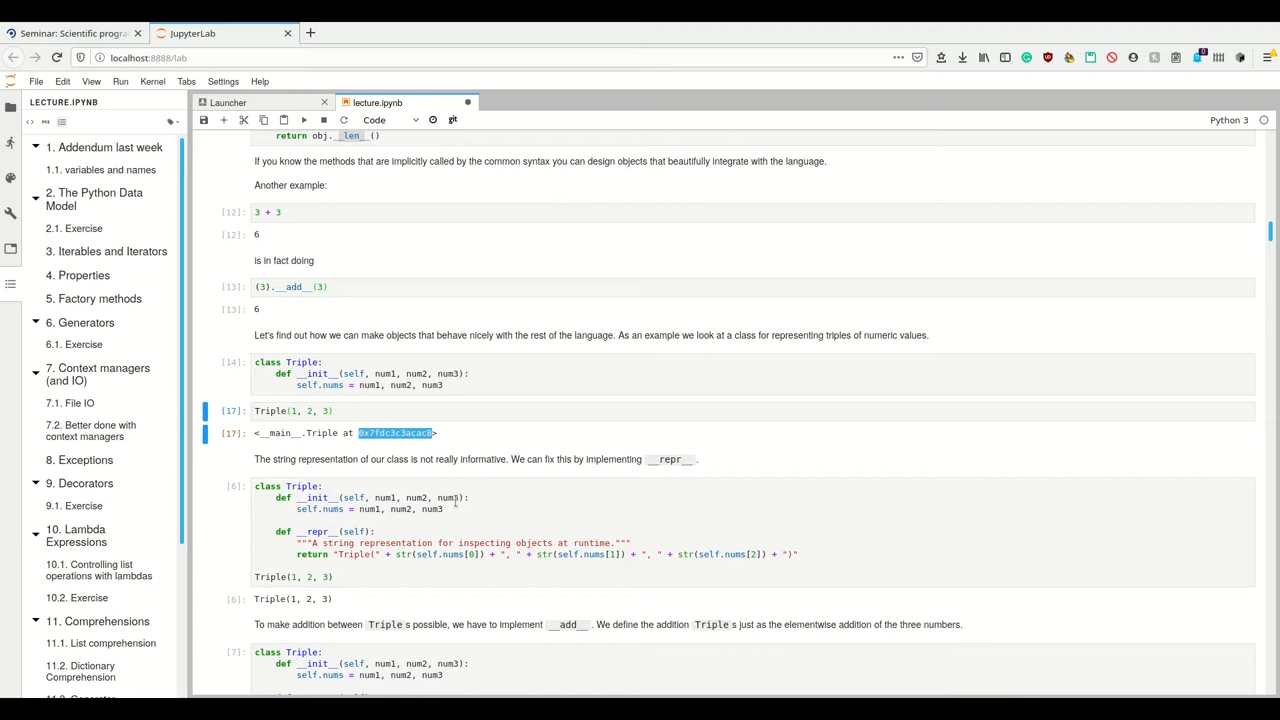 Seminar: Scientific progra
JupyterLab
localhost:8888/lab
0
File Edit View Run Kernel Tabs Settings Help
LECTURE.IPYNB
1. Addendum last week
1.1. variables and names
2. The Python Data
Model
2.1. Exercise
3. Iterables and Iterators
4. Properties
5. Factory methods
6. Generators
6.1. Exercise
7. Context managers
(and IO)
7.1. File IO
7.2. Better done with
context managers
8. Exceptions
9. Decorators
9.1. Exercise
10. Lambda
Expressions
10.1. Controlling list
operations with lambdas
10.2. Exercise
11. Comprehensions
11.1. List comprehension
11.2. Dictionary
Comprehension
Launcher
lecture.ipynb
Code
git
Python 3
return obj.__len__()
If you know the methods that are implicitly called by the common syntax you can design objects that beautifully integrate with the language.
Another example:
[12]: 3 + 3
[12]: 6
is in fact doing
[13]: (3).__add__(3)
[13]: 6
Let's find out how we can make objects that behave nicely with the rest of the language. As an example we look at a class for representing triples of numeric values.
[14]: class Triple:
def __init__(self, num1, num2, num3):
self.nums = num1, num2, num3
[17]: Triple(1, 2, 3)
[17]: <__main__.Triple at 0x7fdc3c3acac8>
The string representation of our class is not really informative. We can fix this by implementing __repr__.
[6]: class Triple:
def __init__(self, num1, num2, num3):
self.nums = num1, num2, num3
def __repr__(self):
"""A string representation for inspecting objects at runtime."""
return "Triple(" + str(self.nums[0]) + ", " + str(self.nums[1]) + ", " + str(self.nums[2]) + ")"
Triple(1, 2, 3)
[6]: Triple(1, 2, 3)
To make addition between Triple s possible, we have to implement __add__. We define the addition Triple s just as the elementwise addition of the three numbers.
[7]: class Triple:
def __init__(self, num1, num2, num3):
self.nums = num1, num2, num3